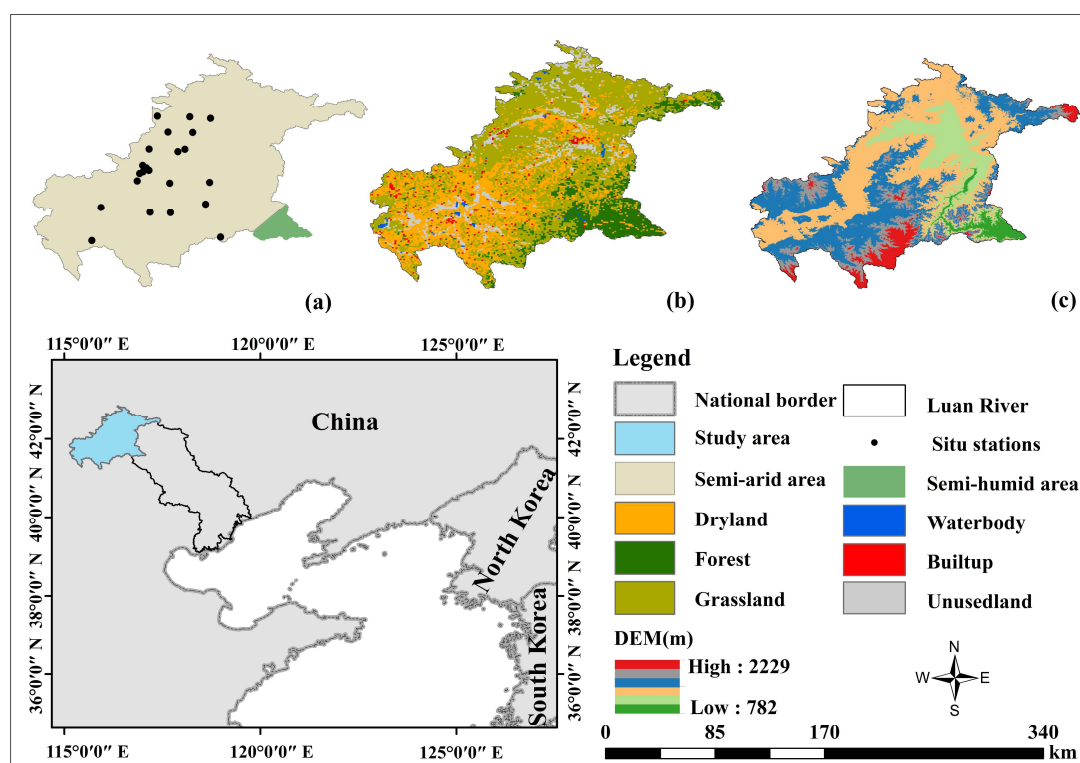 (a)
(b)
(c)
115°0′0″ E
120°0′0″ E
125°0′0″ E
42°0′0″ N
40°0′0″ N
38°0′0″ N
36°0′0″ N
China
North Korea
South Korea
42°0′0″ N
40°0′0″ N
38°0′0″ N
36°0′0″ N
115°0′0″ E
120°0′0″ E
125°0′0″ E
Legend
National border
Study area
Semi-arid area
Dryland
Forest
Grassland
Luan River
Situ stations
Semi-humid area
Waterbody
Builtup
Unusedland
DEM(m)
High : 2229
Low : 782
N
W E
S
0 85 170 340
km